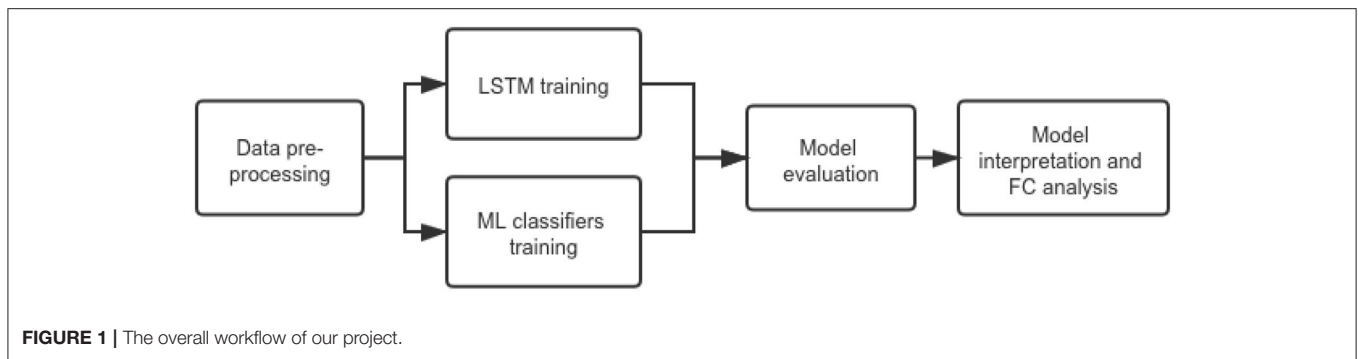 Data pre-
processing
LSTM training
ML classifiers
training
Model
evaluation
Model
interpretation and
FC analysis
FIGURE 1 | The overall workflow of our project.